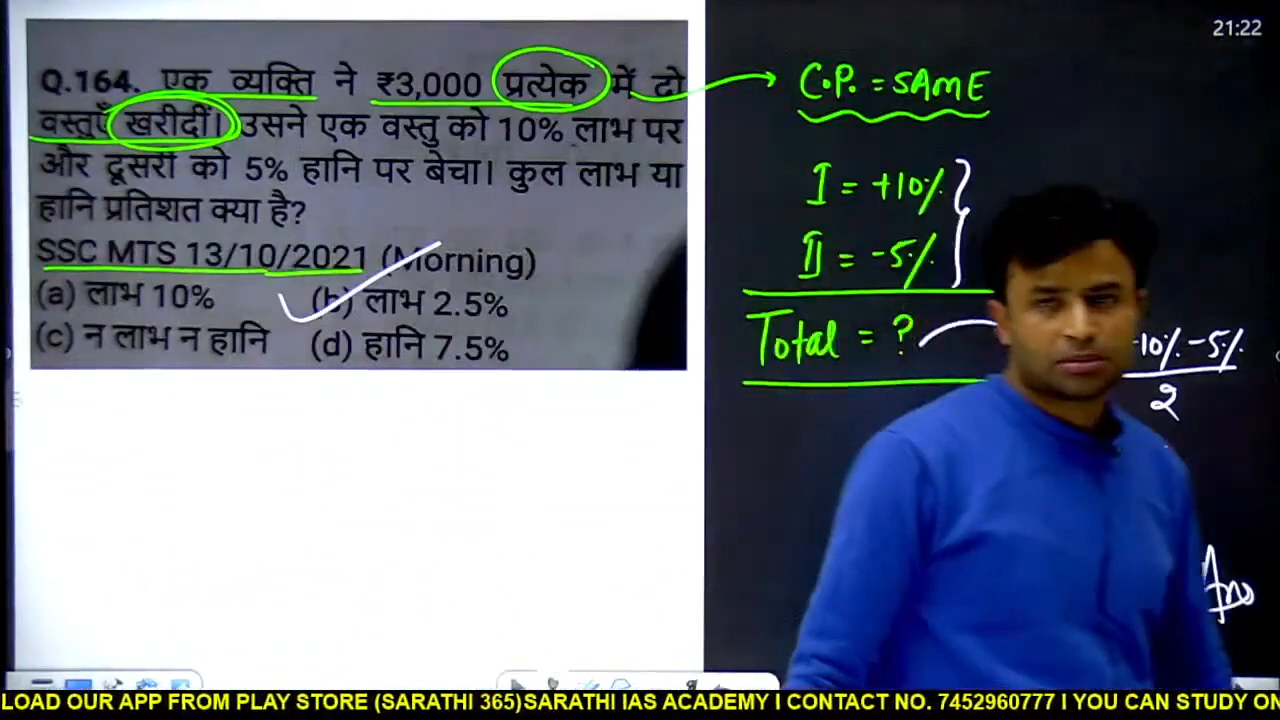 21:22
Q.164. एक व्यक्ति ने ₹3,000 प्रत्येक में दो
वस्तुएँ खरीदीं। उसने एक वस्तु को 10% लाभ पर
और दूसरी को 5% हानि पर बेचा। कुल लाभ या
हानि प्रतिशत क्या है?
SSC MTS 13/10/2021 (Morning)
(a) लाभ 10% (b) लाभ 2.5%
(c) न लाभ न हानि (d) हानि 7.5%
C.P. = SAME
I = +10%
II = -5%
Total = ?
10% -5%
2
Ans
LOAD OUR APP FROM PLAY STORE (SARATHI 365)SARATHI IAS ACADEMY I CONTACT NO. 7452960777 I YOU CAN STUDY ON